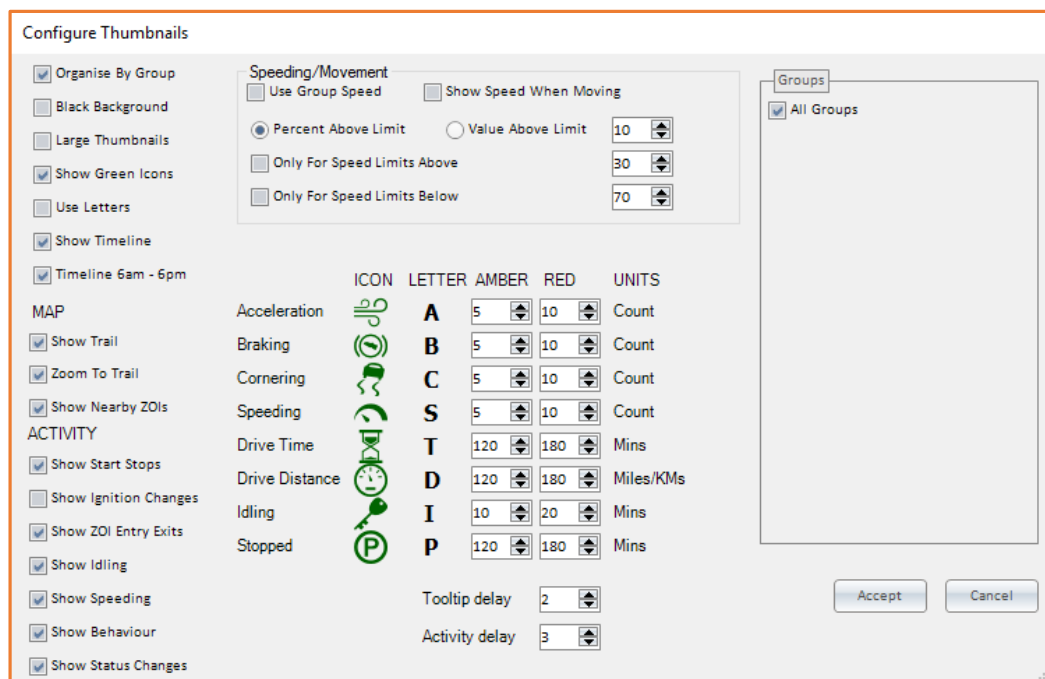 Configure Thumbnails
Organise By Group
Black Background
Large Thumbnails
Show Green Icons
Use Letters
Show Timeline
Timeline 6am - 6pm
MAP
Show Trail
Zoom To Trail
Show Nearby ZOIs
ACTIVITY
Show Start Stops
Show Ignition Changes
Show ZOI Entry Exits
Show Idling
Show Speeding
Show Behaviour
Show Status Changes
Speeding/Movement
Use Group Speed Show Speed When Moving
Percent Above Limit Value Above Limit 10
Only For Speed Limits Above 30
Only For Speed Limits Below 70
ICON LETTER AMBER RED UNITS
Acceleration A 5 10 Count
Braking B 5 10 Count
Cornering C 5 10 Count
Speeding S 5 10 Count
Drive Time T 120 180 Mins
Drive Distance D 120 180 Miles/KMs
Idling I 10 20 Mins
Stopped P P 120 180 Mins
Tooltip delay 2
Activity delay 3
Groups
All Groups
Accept Cancel